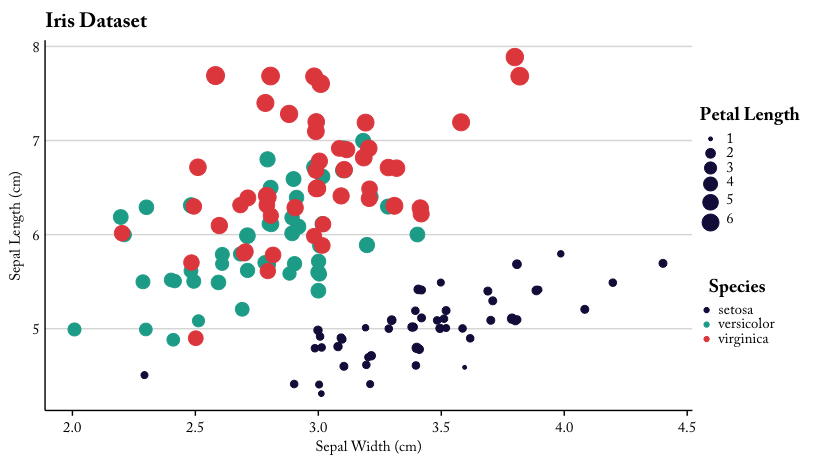 Iris Dataset
8
7
6
5
Sepal Length (cm)
2.0 2.5 3.0 3.5 4.0 4.5
Sepal Width (cm)
Petal Length
1
2
3
4
5
6
Species
setosa
versicolor
virginica